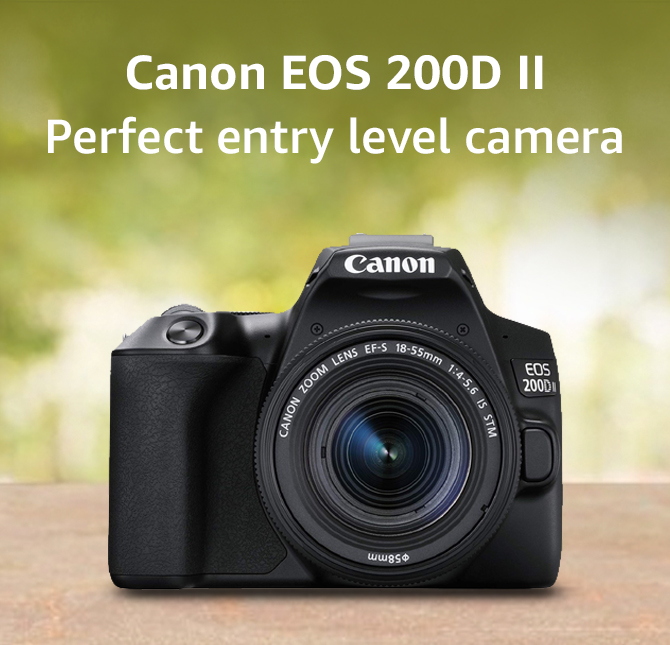 Canon EOS 200D II
Perfect entry level camera
Canon
CANON ZOOM LENS EF-S 18-55mm 1:4-5.6 IS STM
EOS
200D II
Φ58mm